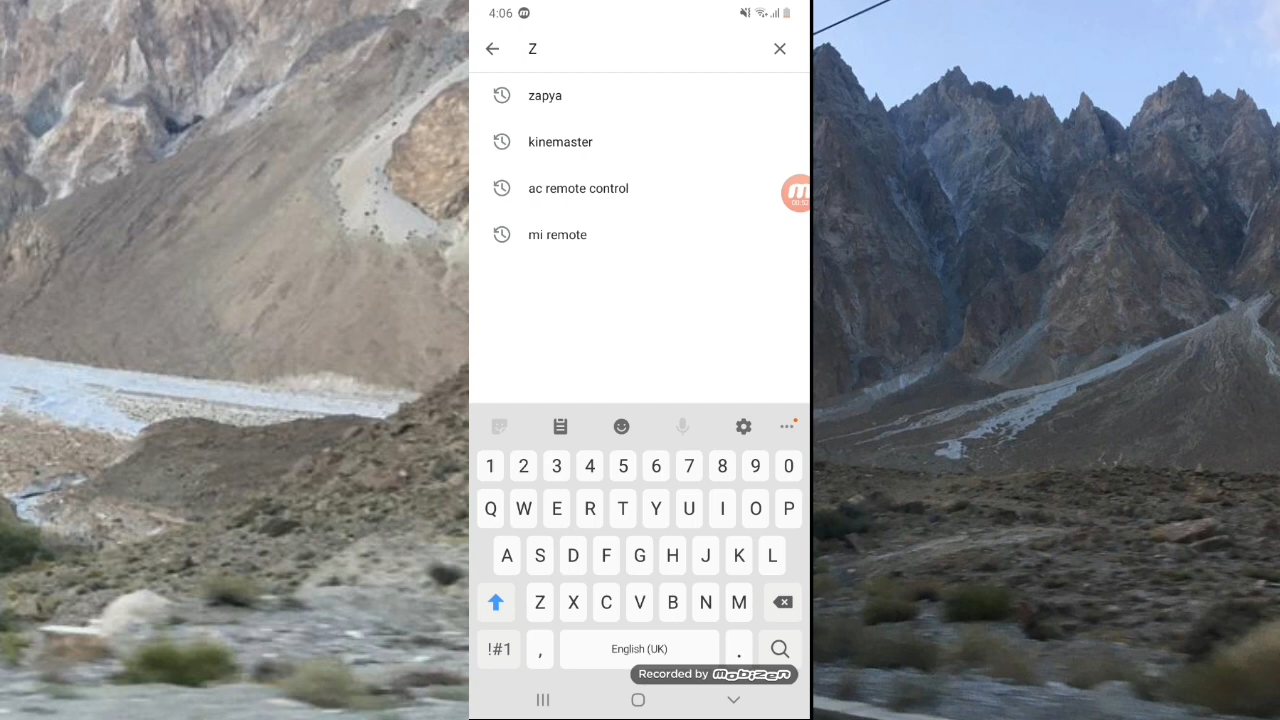 4:06
Z
zapya
kinemaster
ac remote control
mi remote
1 2 3 4 5 6 7 8 9 0
Q W E R T Y U I O P
A S D F G H J K L
Z X C V B N M
!#1 , English (UK) .
Recorded by mobizen